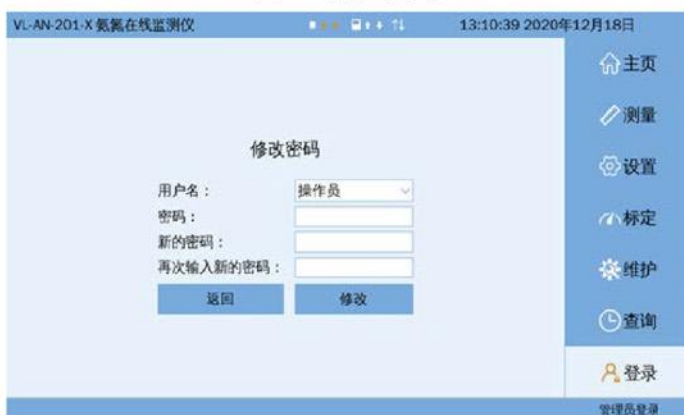 VL-AN-201-X 氨氮在线监测仪 13:10:39 2020年12月18日
主页
测量
设置
标定
维护
查询
登录
修改密码
用户名： 操作员
密码：
新的密码：
再次输入新的密码：
返回 修改
管理员登录